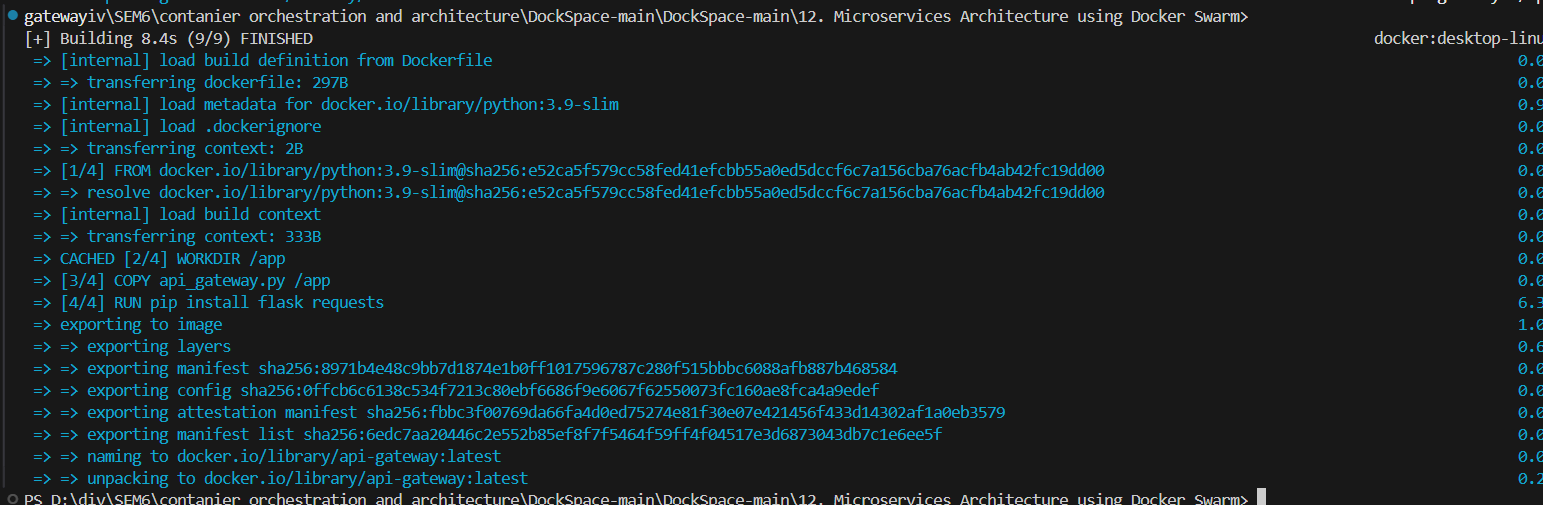 gatewayiv\SEM6\contanier orchestration and architecture\DockSpace-main\DockSpace-main\12. Microservices Architecture using Docker Swarm>
[+] Building 8.4s (9/9) FINISHED docker:desktop-linu
=> [internal] load build definition from Dockerfile 0.0
=> => transferring dockerfile: 297B 0.0
=> [internal] load metadata for docker.io/library/python:3.9-slim 0.9
=> [internal] load .dockerignore 0.0
=> => transferring context: 2B 0.0
=> [1/4] FROM docker.io/library/python:3.9-slim@sha256:e52ca5f579cc58fed41efcbb55a0ed5dccf6c7a156cba76acfb4ab42fc19dd00 0.0
=> => resolve docker.io/library/python:3.9-slim@sha256:e52ca5f579cc58fed41efcbb55a0ed5dccf6c7a156cba76acfb4ab42fc19dd00 0.0
=> [internal] load build context 0.0
=> => transferring context: 333B 0.0
=> CACHED [2/4] WORKDIR /app 0.0
=> [3/4] COPY api_gateway.py /app 0.0
=> [4/4] RUN pip install flask requests 6.3
=> exporting to image 1.0
=> => exporting layers 0.6
=> => exporting manifest sha256:8971b4e48c9bb7d1874e1b0ff1017596787c280f515bbbc6088afb887b468584 0.0
=> => exporting config sha256:0ffcb6c6138c534f7213c80ebf6686f9e6067f62550073fc160ae8fca4a9edef 0.0
=> => exporting attestation manifest sha256:fbbc3f00769da66fa4d0ed75274e81f30e07e421456f433d14302af1a0eb3579 0.0
=> => exporting manifest list sha256:6edc7aa20446c2e552b85ef8f7f5464f59ff4f04517e3d6873043db7c1e6ee5f 0.0
=> => naming to docker.io/library/api-gateway:latest 0.0
=> => unpacking to docker.io/library/api-gateway:latest 0.2
PS D:\div\SEM6\contanier orchestration and architecture\DockSpace-main\DockSpace-main\12. Microservices Architecture using Docker Swarm>